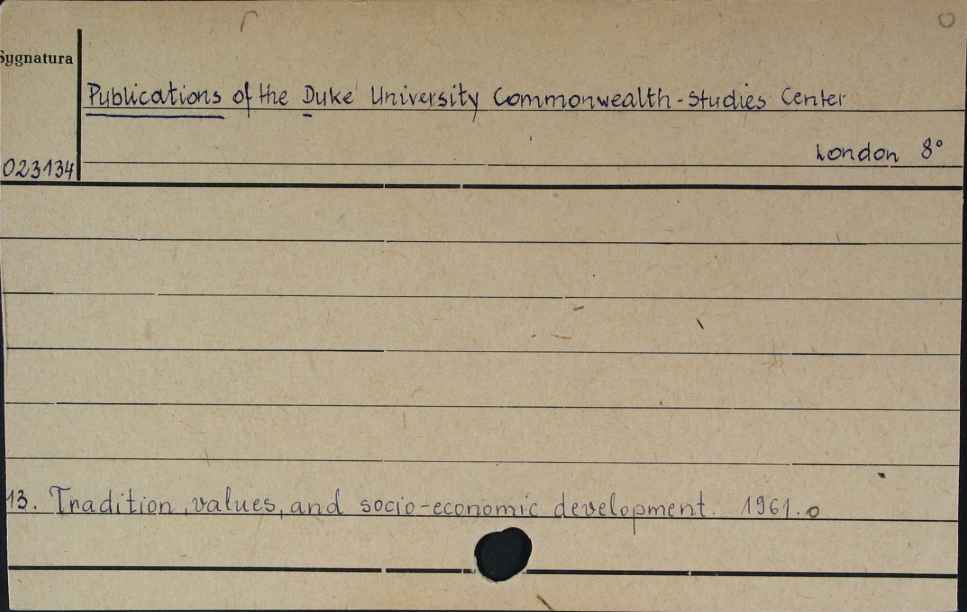 Sygnatura
Publications of the Duke University Commonwealth-Studies Center
London 8°
023134
13. Tradition, values, and socio-economic development. 1961.